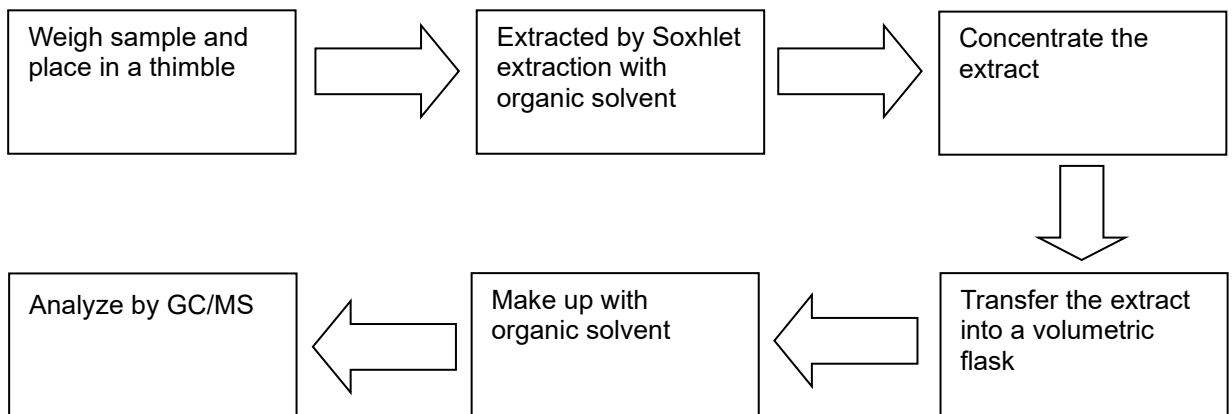 Weigh sample and
place in a thimble
Extracted by Soxhlet
extraction with
organic solvent
Concentrate the
extract
Transfer the extract
into a volumetric
flask
Make up with
organic solvent
Analyze by GC/MS